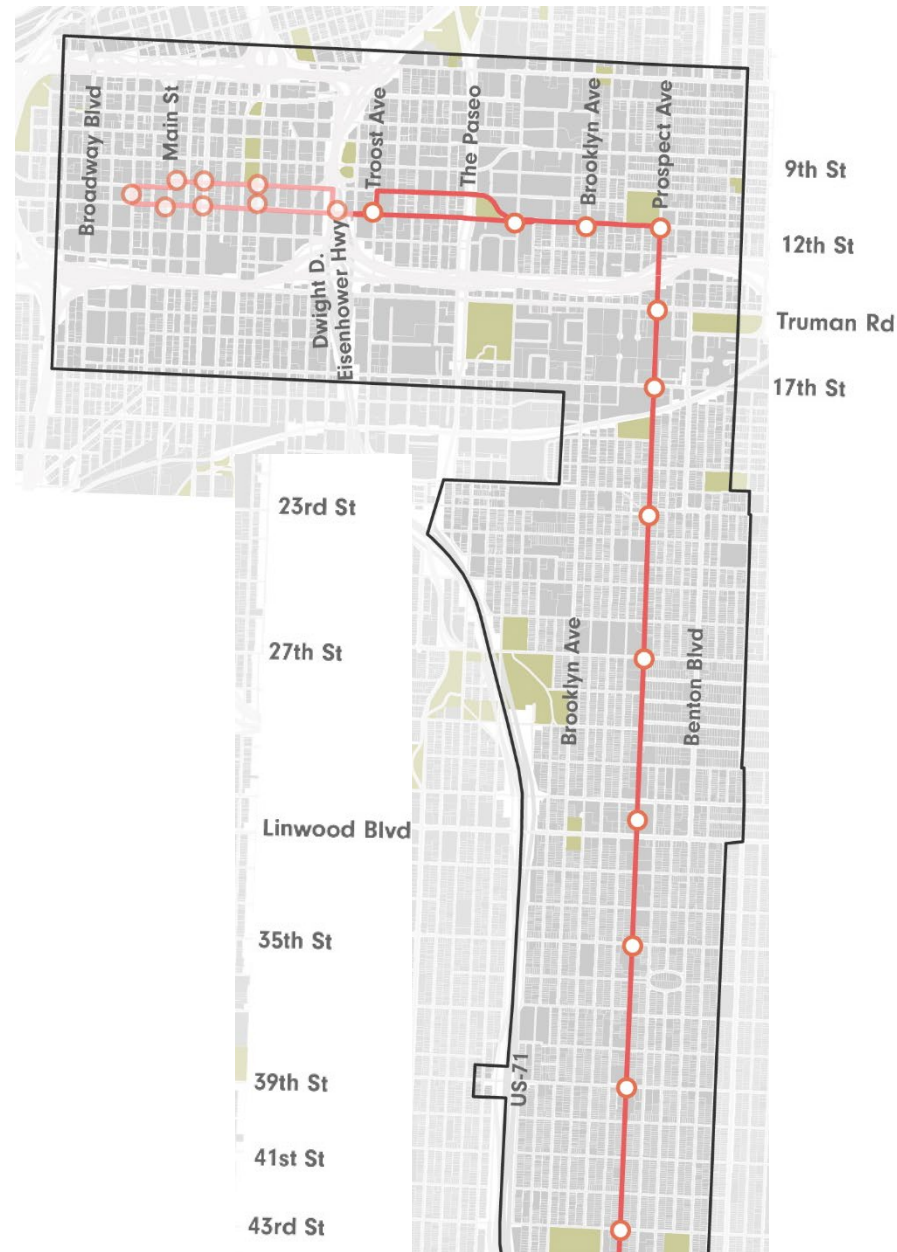 Broadway Blvd
Main St
Dwight D.
Eisenhower Hwy
Troost Ave
The Paseo
Brooklyn Ave
Prospect Ave
9th St
12th St
Truman Rd
17th St
23rd St
27th St
Brooklyn Ave
Benton Blvd
Linwood Blvd
35th St
39th St
US-71
41st St
43rd St